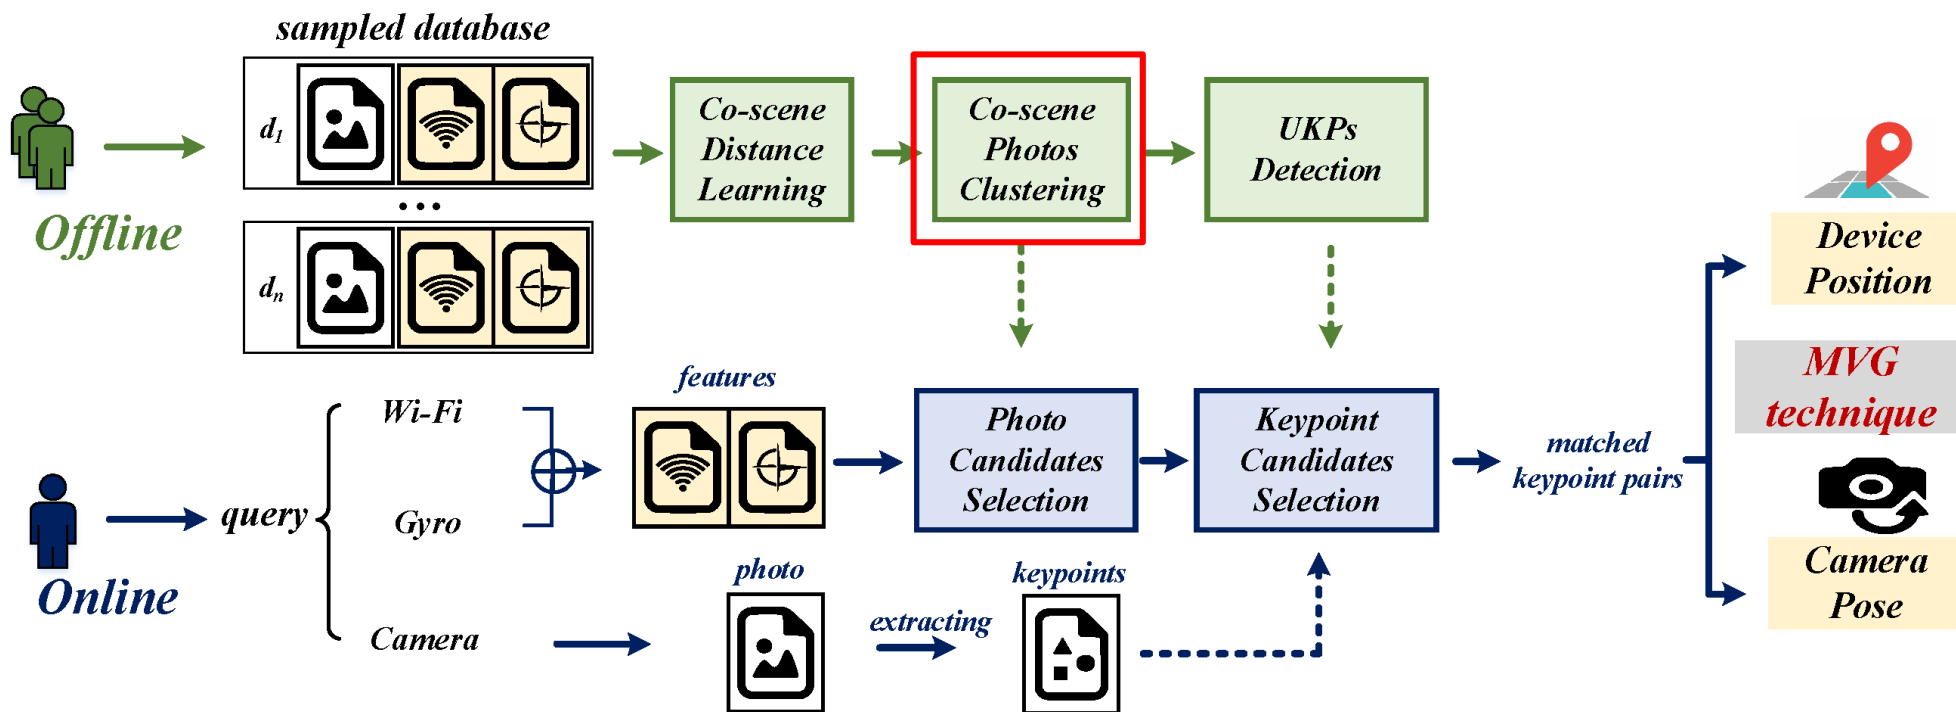 sampled database
d1
...
dn
Offline
Co-scene
Distance
Learning
Co-scene
Photos
Clustering
UKPs
Detection
Online
query
Wi-Fi
Gyro
Camera
features
photo
extracting
keypoints
Photo
Candidates
Selection
Keypoint
Candidates
Selection
matched
keypoint pairs
Device
Position
MVG
technique
Camera
Pose